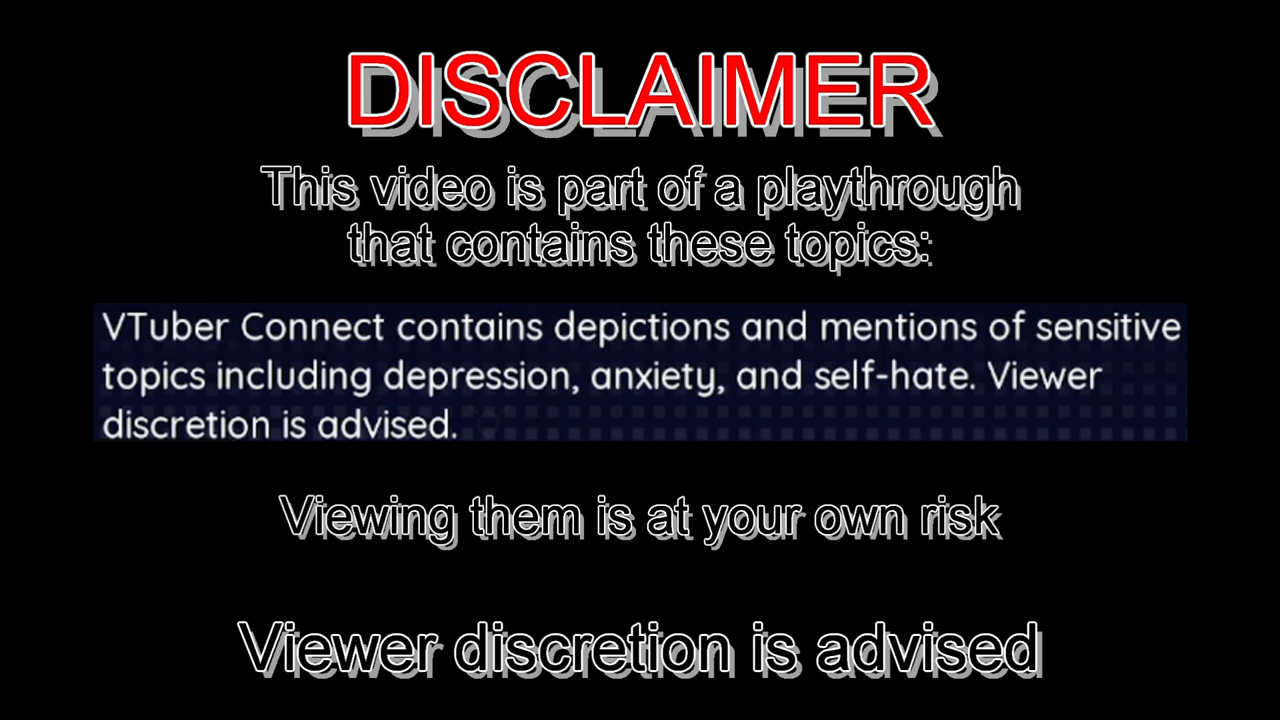 DISCLAIMER
This video is part of a playthrough
that contains these topics:
VTuber Connect contains depictions and mentions of sensitive
topics including depression, anxiety, and self-hate. Viewer
discretion is advised.
Viewing them is at your own risk
Viewer discretion is advised